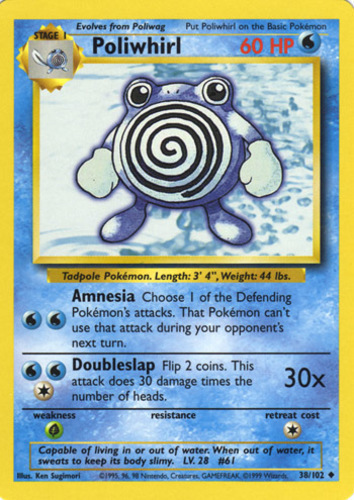 Evolves from Poliwag Put Poliwhirl on the Basic Pokémon
STAGE 1
Poliwhirl 60 HP
Tadpole Pokémon. Length: 3' 4", Weight: 44 lbs.
Amnesia Choose 1 of the Defending
Pokémon's attacks. That Pokémon can't
use that attack during your opponent's
next turn.
Doubleslap Flip 2 coins. This
attack does 30 damage times the
number of heads.
30x
weakness resistance retreat cost
Capable of living in or out of water. When out of water, it
sweats to keep its body slimy. LV. 28 #61
Illus. Ken Sugimori ©1995, 96, 98 Nintendo, Creatures, GAMEFREAK. ©1999 Wizards. 38/102